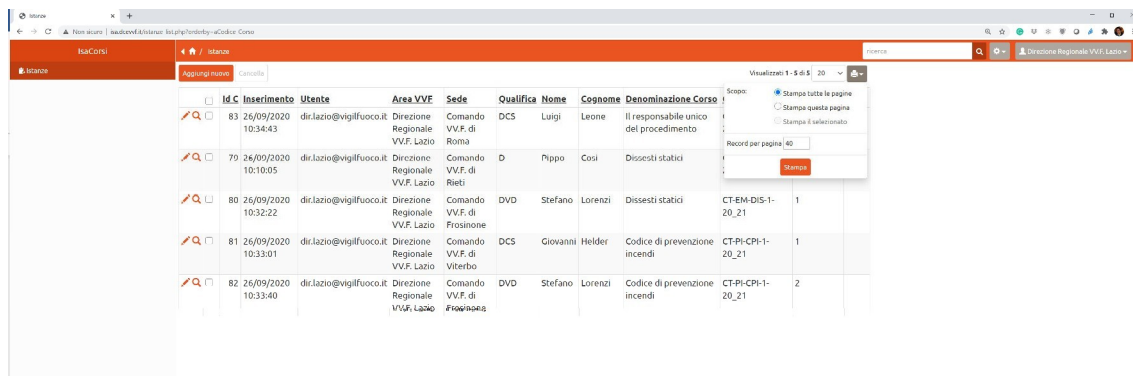 Istanze
Non sicuro | isa.dccvvf.it/istanze_list.php?orderby=aCodice_Corso
IsaCorsi
/ Istanze
ricerca
Direzione Regionale VV.F. Lazio
Istanze
Aggiungi nuovo Cancella
Visualizzati 1 - 5 di 5 20
Scopo: Stampa tutte le pagine
Stampa questa pagina
Stampa il selezionato
Record per pagina 40
Stampa
Id C Inserimento Utente Area VVF Sede Qualifica Nome Cognome Denominazione Corso
83 26/09/2020 dir.lazio@vigilfuoco.it Direzione Comando DCS Luigi Leone Il responsabile unico
10:34:43 Regionale VV.F. di del procedimento
VV.F. Lazio Roma
79 26/09/2020 dir.lazio@vigilfuoco.it Direzione Comando D Pippo Cosi Dissesti statici
10:10:05 Regionale VV.F. di
VV.F. Lazio Rieti
80 26/09/2020 dir.lazio@vigilfuoco.it Direzione Comando DVD Stefano Lorenzi Dissesti statici CT-EM-DIS-1- 1
10:32:22 Regionale VV.F. di 20_21
VV.F. Lazio Frosinone
81 26/09/2020 dir.lazio@vigilfuoco.it Direzione Comando DCS Giovanni Helder Codice di prevenzione CT-PI-CPI-1- 1
10:33:01 Regionale VV.F. di incendi 20_21
VV.F. Lazio Viterbo
82 26/09/2020 dir.lazio@vigilfuoco.it Direzione Comando DVD Stefano Lorenzi Codice di prevenzione CT-PI-CPI-1- 2
10:33:40 Regionale VV.F. di incendi 20_21
VV.F. Lazio Frosinone